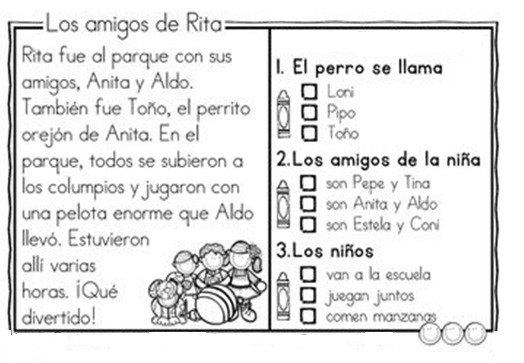 Los amigos de Rita
Rita fue al parque con sus
amigos, Anita y Aldo.
También fue Toño, el perrito
orejón de Anita. En el
parque, todos se subieron a
los columpios y jugaron con
una pelota enorme que Aldo
llevó. Estuvieron
allí varias
horas. ¡Qué
divertido!
1. El perro se llama
Loni
Pipo
Toño
2.Los amigos de la niña
son Pepe y Tina
son Anita y Aldo
son Estela y Coni
3.Los niños
van a la escuela
juegan juntos
comen manzanas